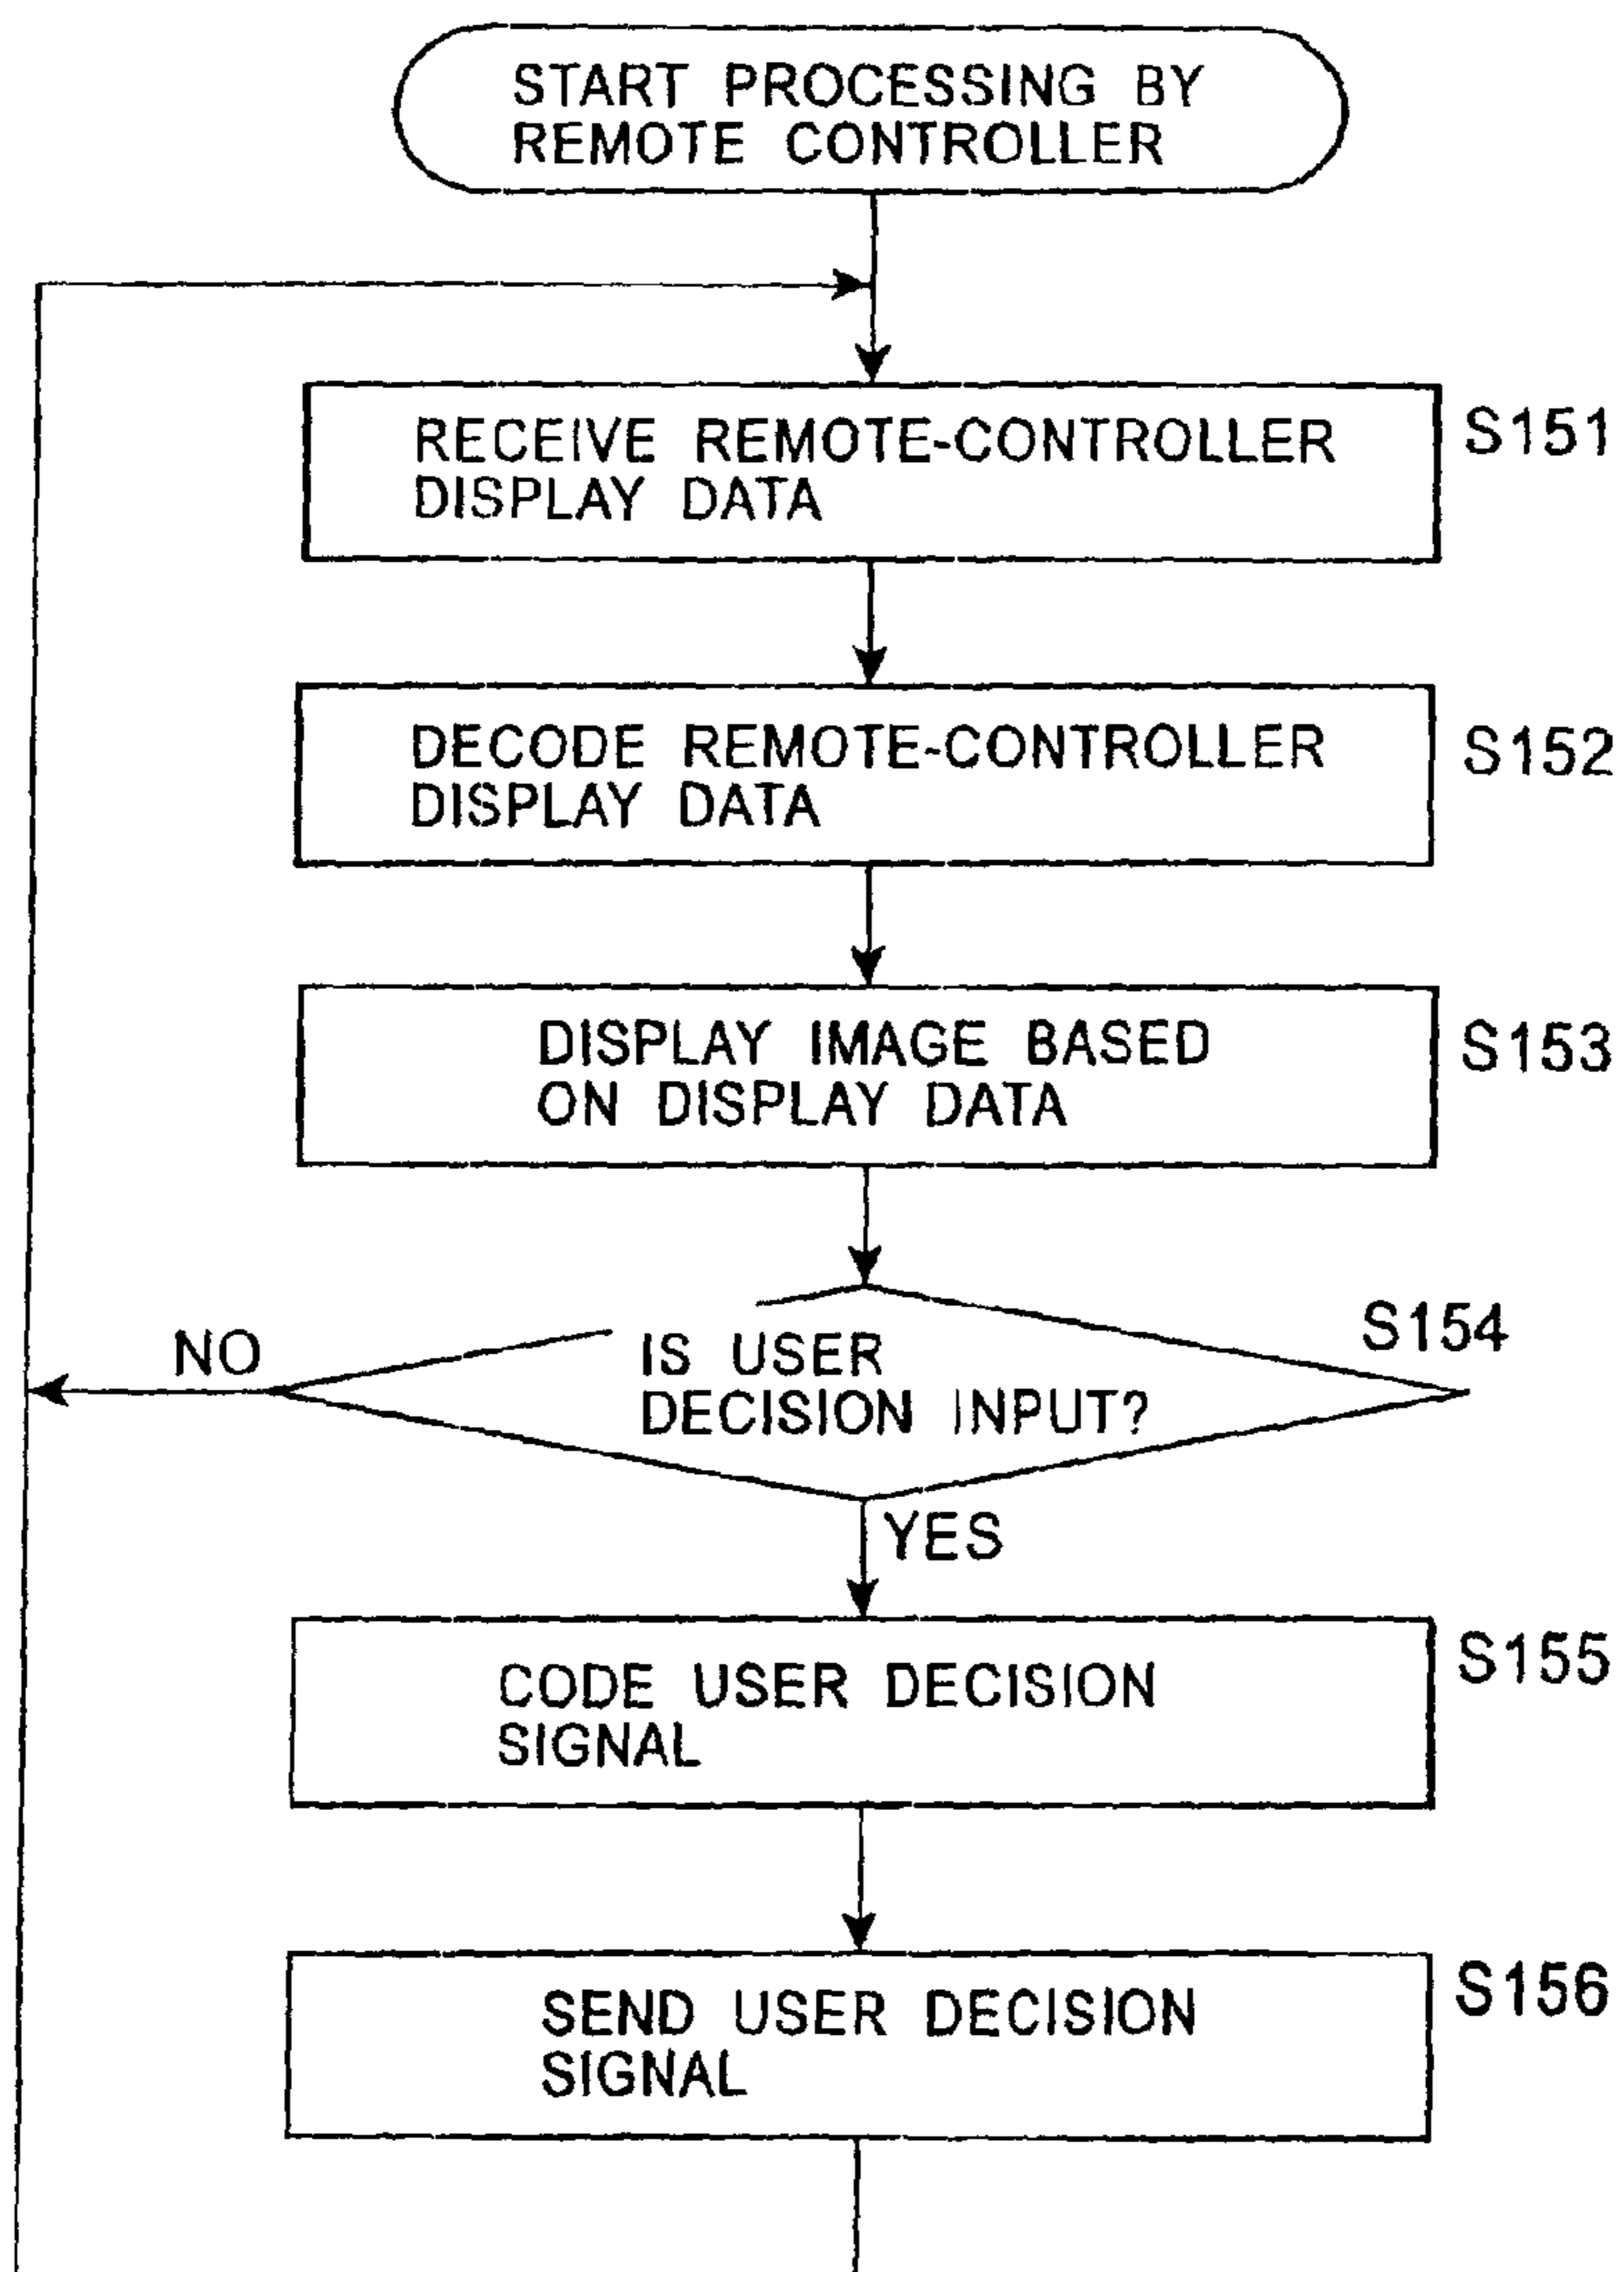 START PROCESSING BY
REMOTE CONTROLLER
RECEIVE REMOTE-CONTROLLER
DISPLAY DATA
S151
DECODE REMOTE-CONTROLLER
DISPLAY DATA
S152
DISPLAY IMAGE BASED
ON DISPLAY DATA
S153
S154
NO
IS USER
DECISION INPUT?
YES
CODE USER DECISION
SIGNAL
S155
SEND USER DECISION
SIGNAL
S156